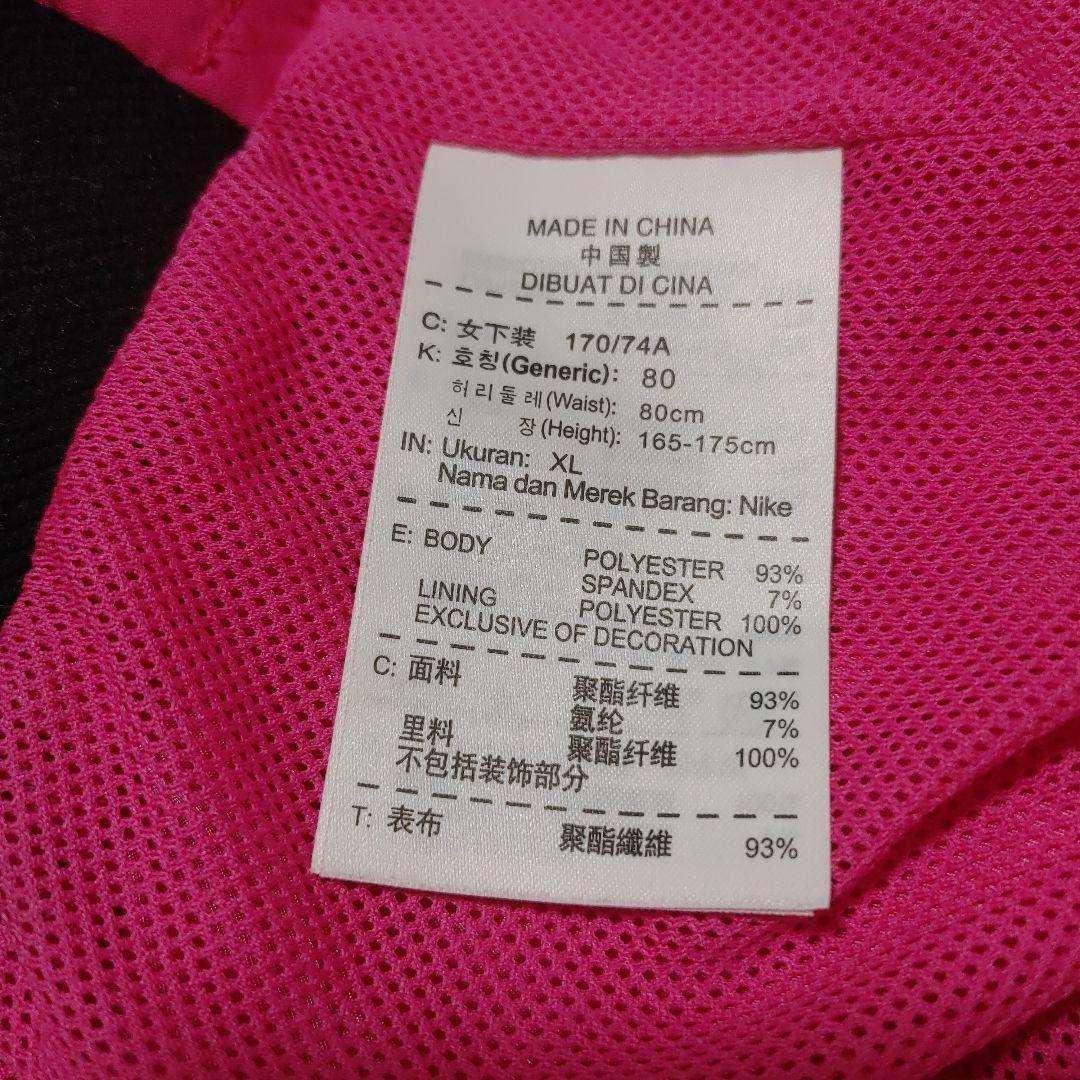 MADE IN CHINA
中国製
DIBUAT DI CINA
C: 女下装 170/74A
K: 호칭(Generic): 80
허리둘레(Waist): 80cm
신 장(Height): 165-175cm
IN: Ukuran: XL
Nama dan Merek Barang: Nike
E: BODY POLYESTER 93%
SPANDEX 7%
LINING POLYESTER 100%
EXCLUSIVE OF DECORATION
C: 面料 聚酯纤维 93%
氨纶 7%
里料 聚酯纤维 100%
不包括装饰部分
T: 表布 聚酯纖維 93%